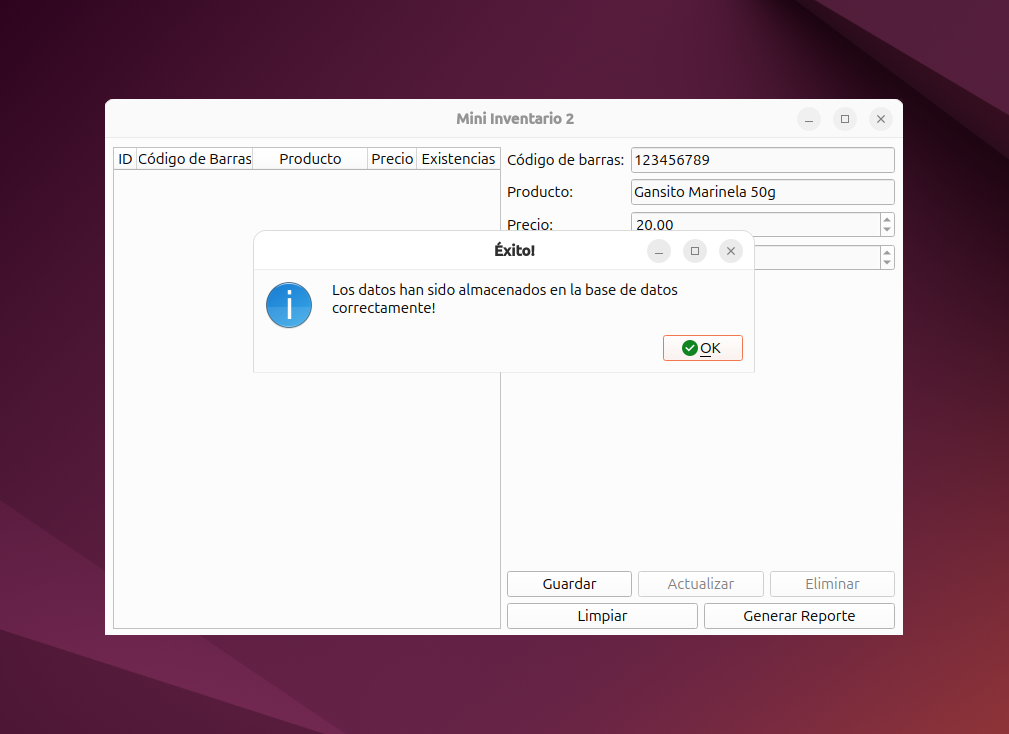 Mini Inventario 2
ID Código de Barras Producto Precio Existencias
Código de barras: 123456789
Producto: Gansito Marinela 50g
Precio: 20.00
Éxito!
Los datos han sido almacenados en la base de datos
correctamente!
OK
Guardar Actualizar Eliminar
Limpiar Generar Reporte